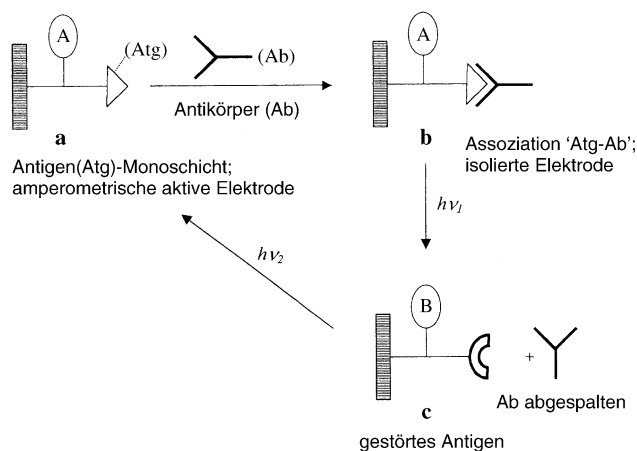 A
(Atg)
(Ab)
Antikörper (Ab)
a
Antigen(Atg)-Monoschicht;
amperometrische aktive Elektrode
A
b
Assoziation ‘Atg-Ab’;
isolierte Elektrode
hν₁
hν₂
B
+
Ab abgespalten
c
gestörtes Antigen